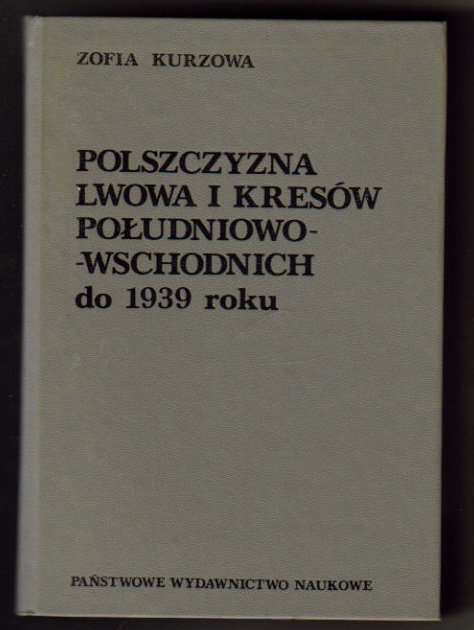 ZOFIA KURZOWA
POLSZCZYZNA
LWOWA I KRESÓW
POŁUDNIOWO-
-WSCHODNICH
do 1939 roku
PAŃSTWOWE WYDAWNICTWO NAUKOWE